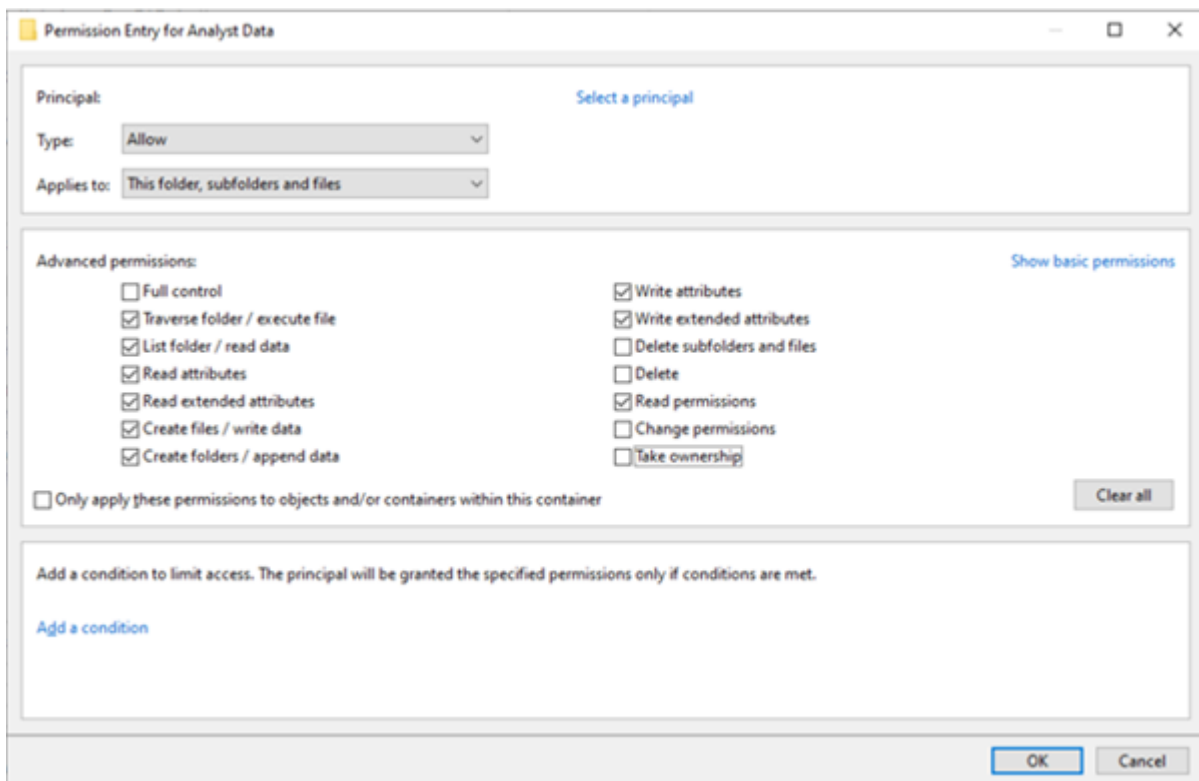 Permission Entry for Analyst Data
Principal: Select a principal
Type: Allow
Applies to: This folder, subfolders and files
Advanced permissions: Show basic permissions
Full control
Traverse folder / execute file
List folder / read data
Read attributes
Read extended attributes
Create files / write data
Create folders / append data
Write attributes
Write extended attributes
Delete subfolders and files
Delete
Read permissions
Change permissions
Take ownership
Only apply these permissions to objects and/or containers within this container
Clear all
Add a condition to limit access. The principal will be granted the specified permissions only if conditions are met.
Add a condition
OK Cancel